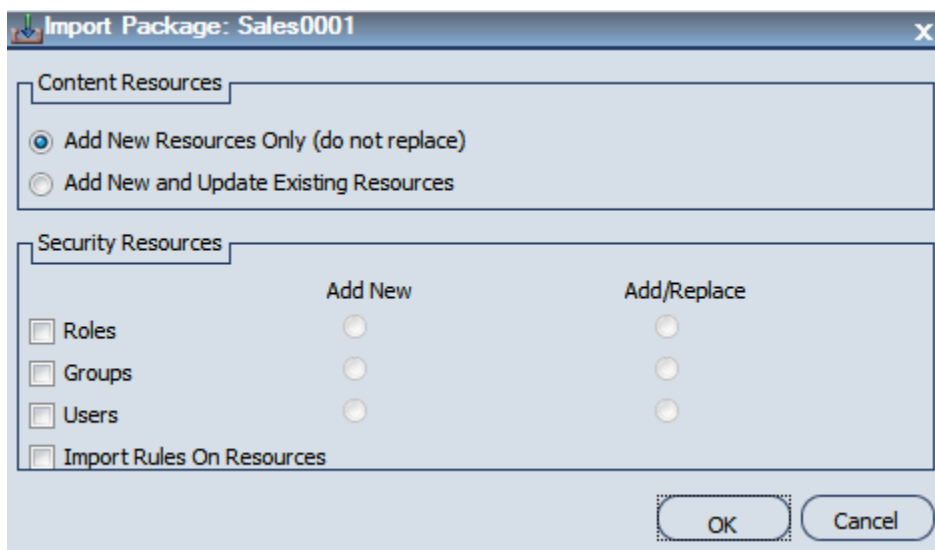 Import Package: Sales0001
x
Content Resources
Add New Resources Only (do not replace)
Add New and Update Existing Resources
Security Resources
Add New Add/Replace
Roles
Groups
Users
Import Rules On Resources
OK Cancel